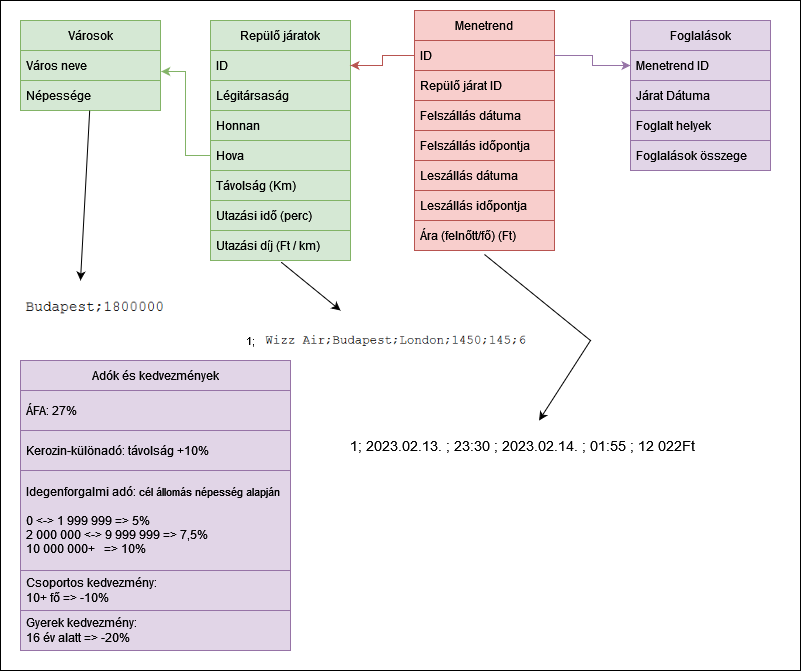 Városok
Város neve
Népessége
Repülő járatok
ID
Légitársaság
Honnan
Hova
Távolság (Km)
Utazási idő (perc)
Utazási díj (Ft / km)
Menetrend
ID
Repülő járat ID
Felszállás dátuma
Felszállás időpontja
Leszállás dátuma
Leszállás időpontja
Ára (felnőtt/fő) (Ft)
Foglalások
Menetrend ID
Járat Dátuma
Foglalt helyek
Foglalások összege
Budapest;1800000
1; Wizz Air;Budapest;London;1450;145;6
1; 2023.02.13. ; 23:30 ; 2023.02.14. ; 01:55 ; 12 022Ft
Adók és kedvezmények
ÁFA: 27%
Kerozin-különadó: távolság +10%
Idegenforgalmi adó: cél állomás népesség alapján
0 <-> 1 999 999 => 5%
2 000 000 <-> 9 999 999 => 7,5%
10 000 000+ => 10%
Csoportos kedvezmény:
10+ fő => -10%
Gyerek kedvezmény:
16 év alatt => -20%